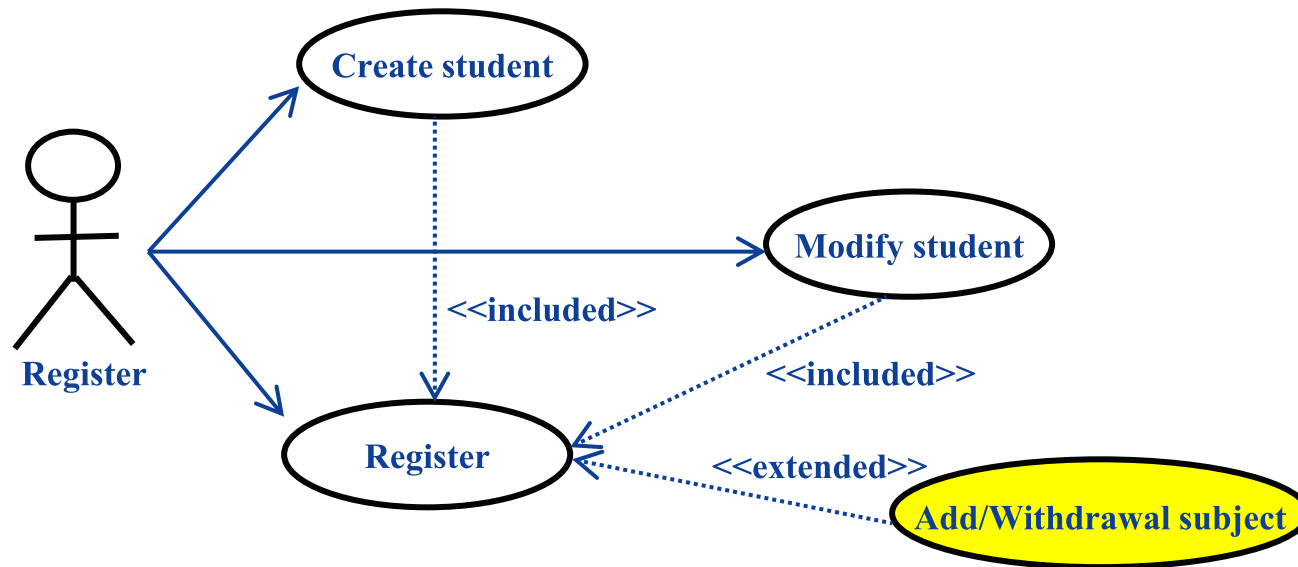 Create student
Modify student
<<included>>
Register
<<included>>
Register
<<extended>>
Add/Withdrawal subject